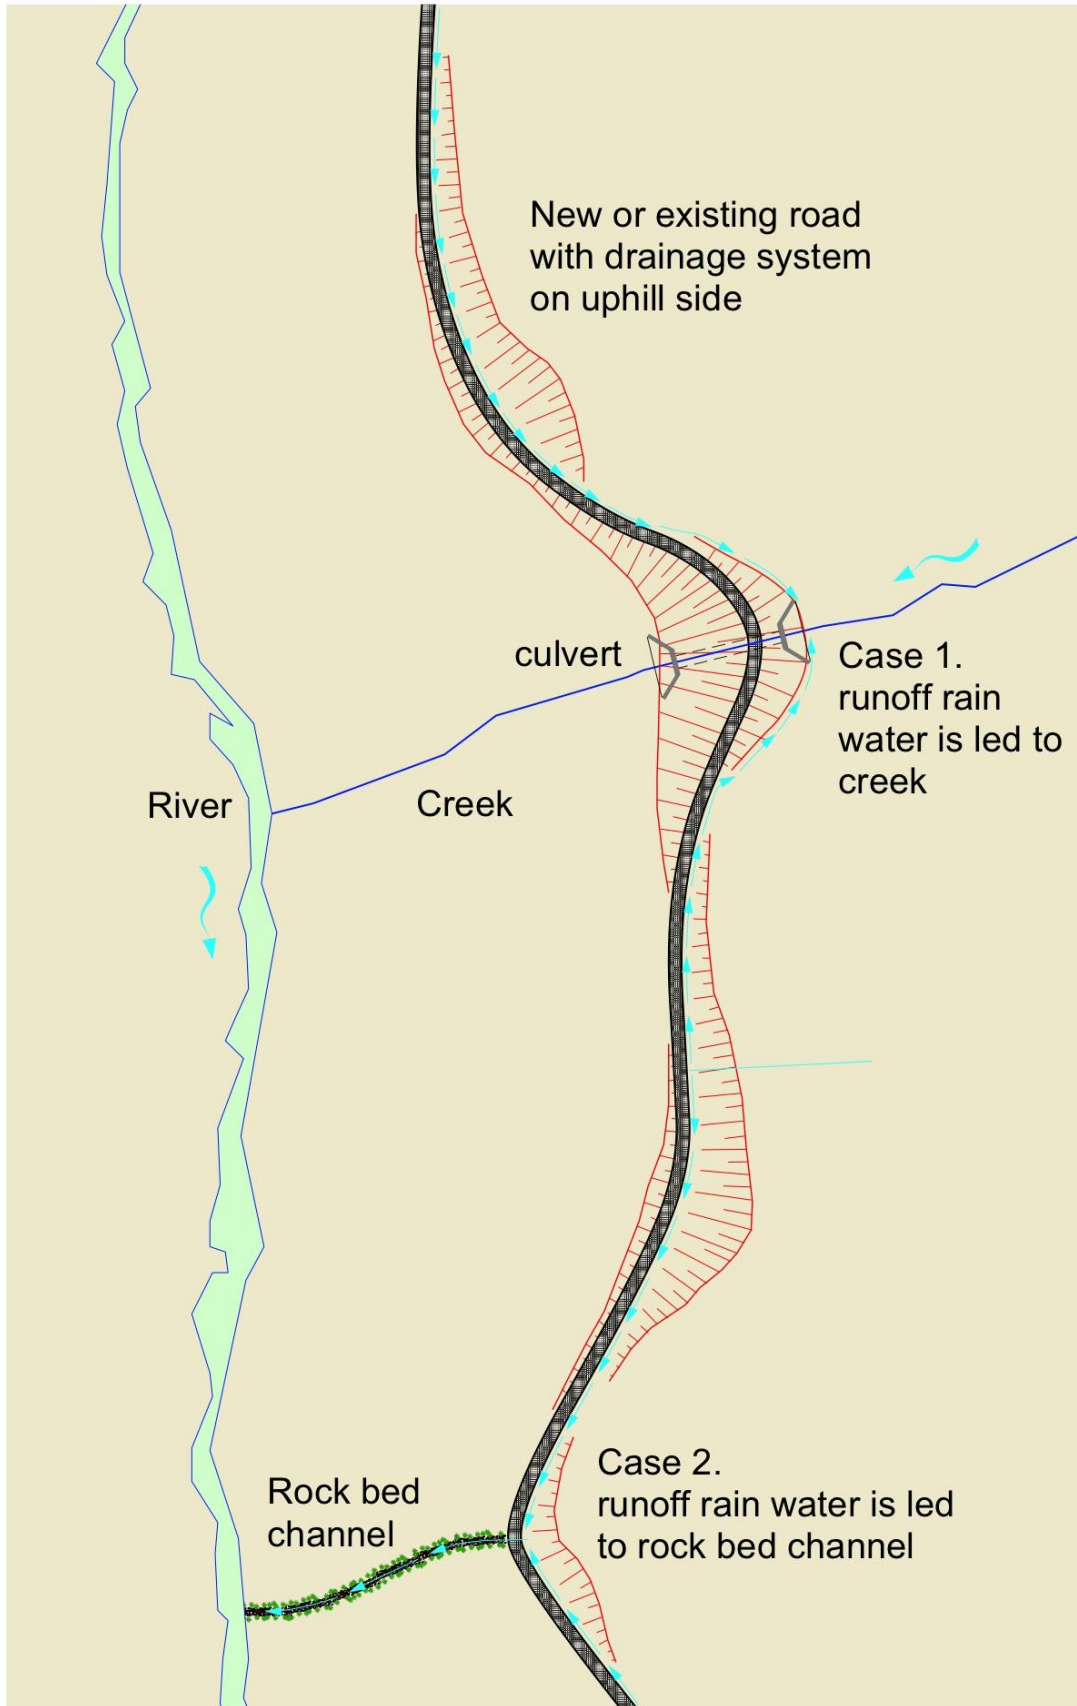 New or existing road
with drainage system
on uphill side
culvert
Case 1.
runoff rain
water is led to
creek
River
Creek
Case 2.
runoff rain water is led
to rock bed channel
Rock bed
channel